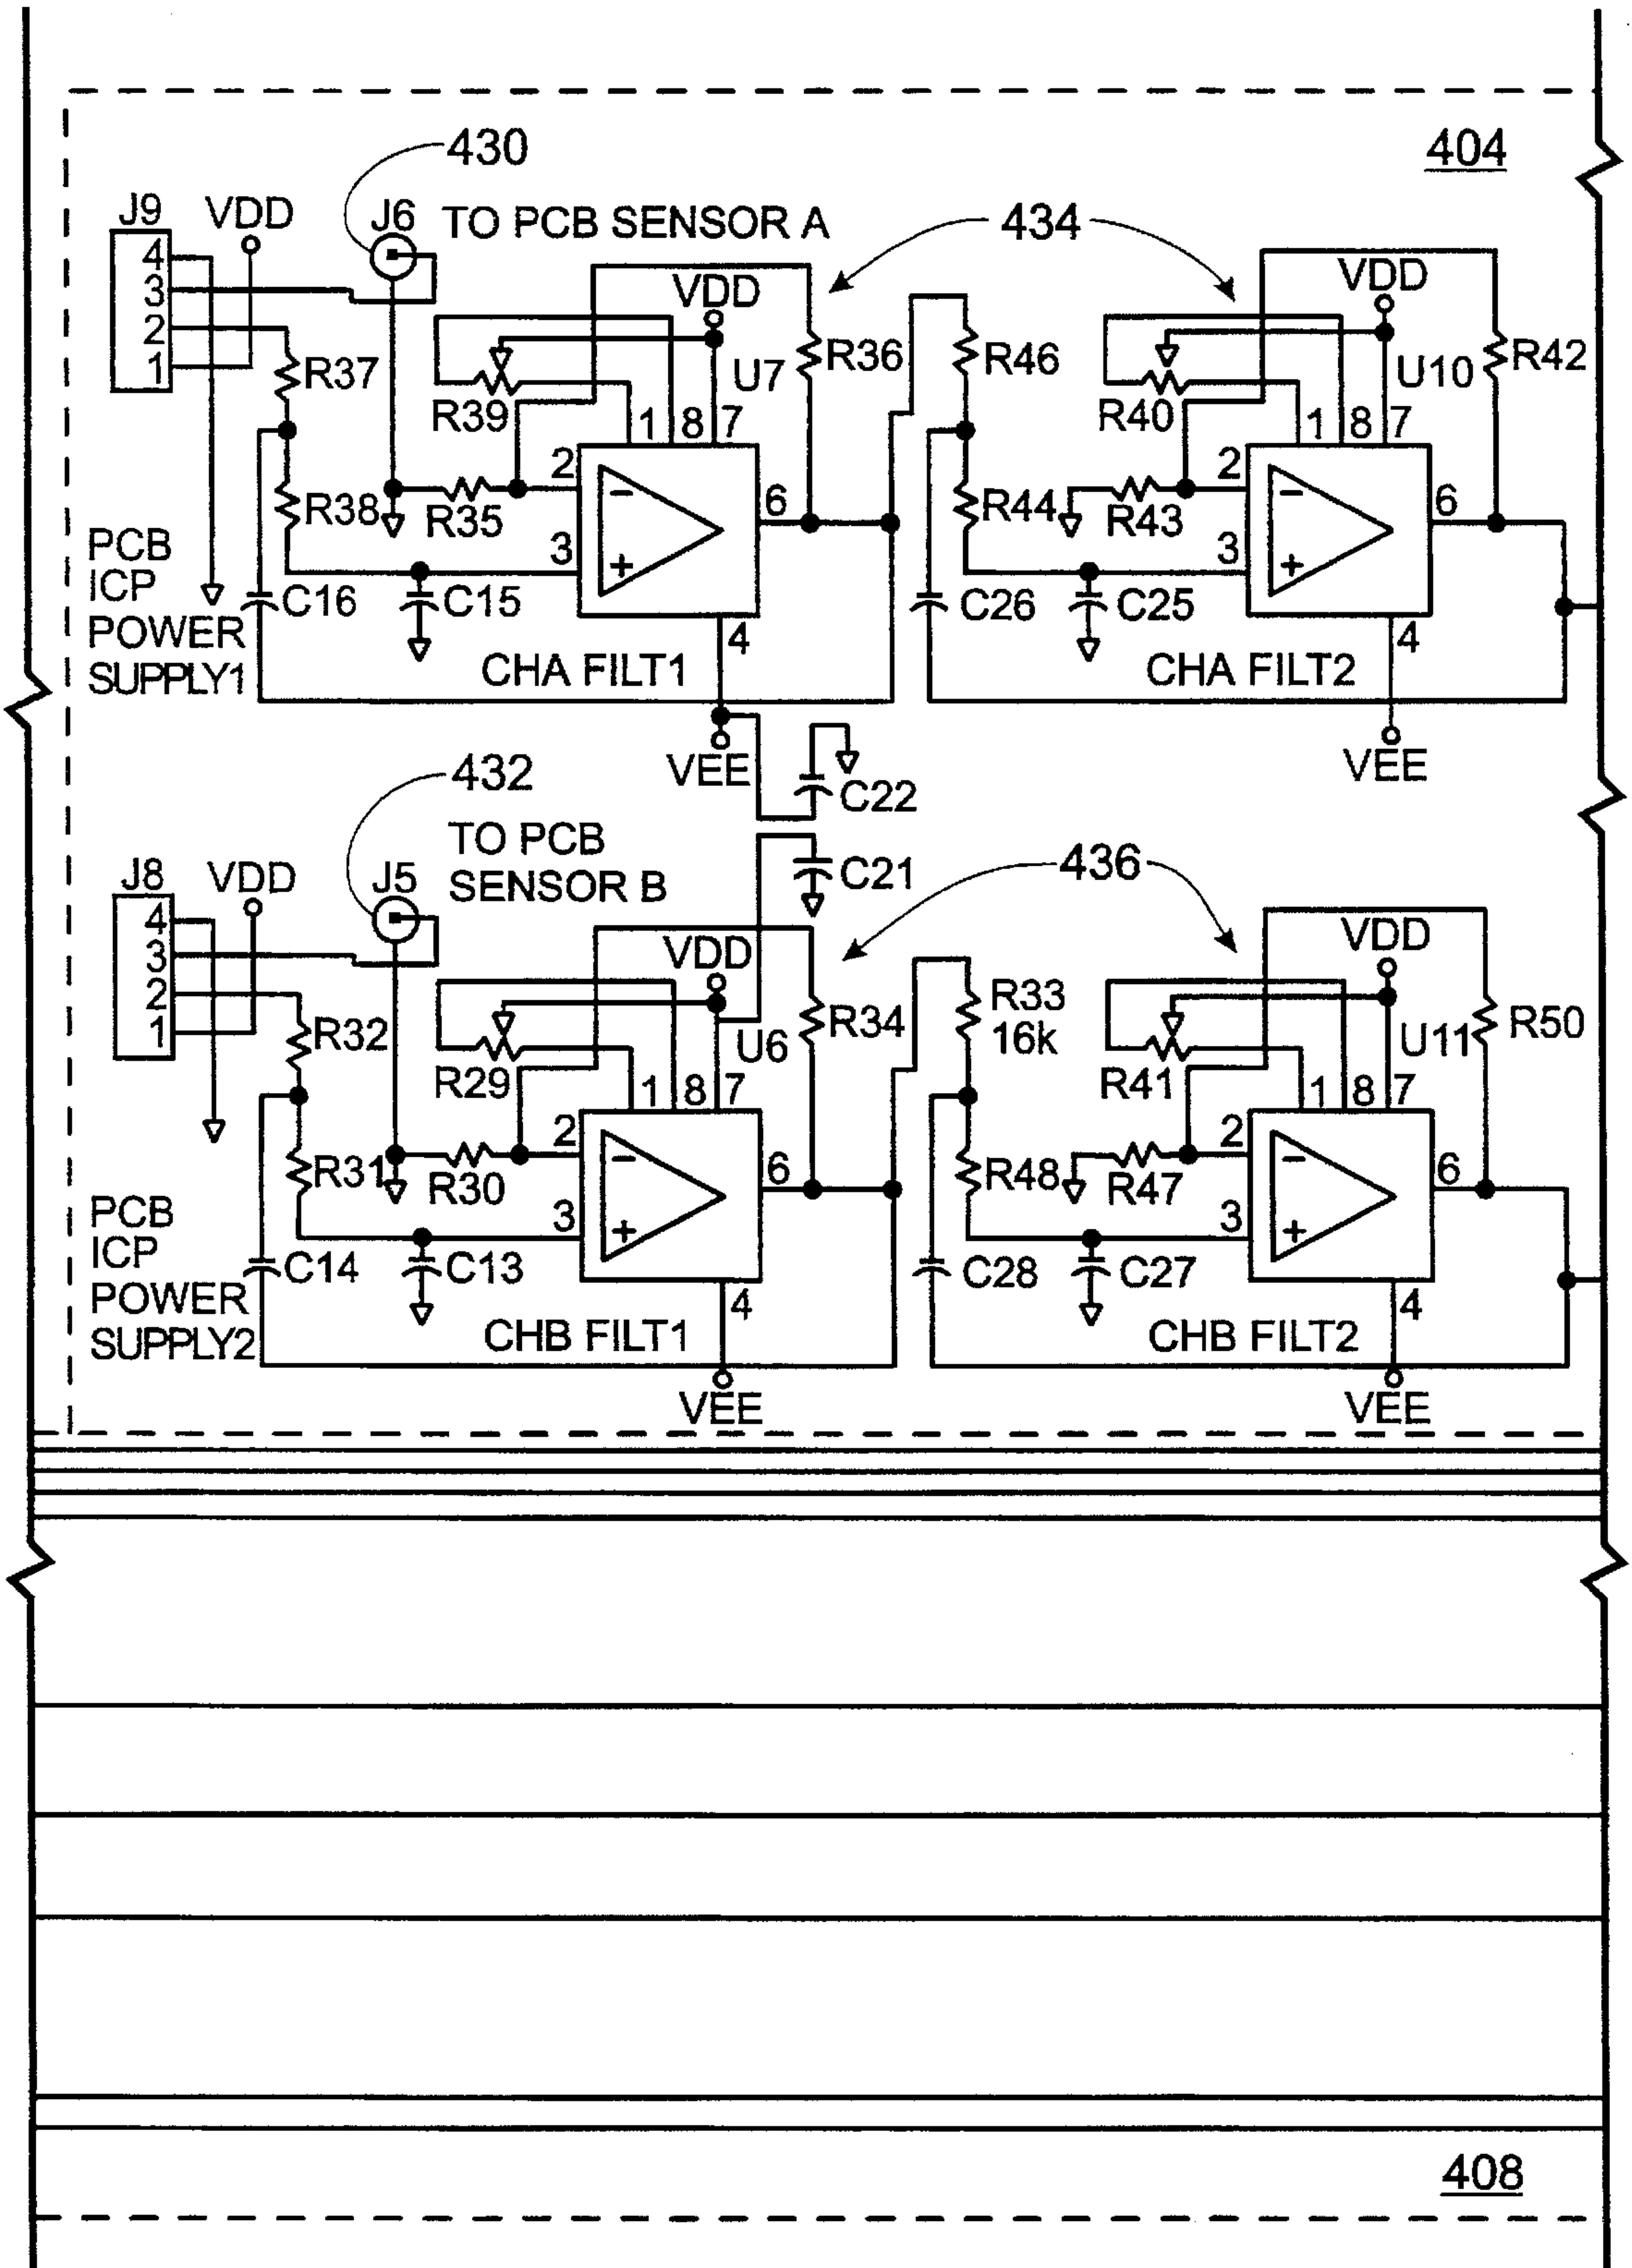 430
404
J9
VDD
J6
TO PCB SENSOR A
434
4
3
2
1
VDD
VDD
R37
R39
U7
R36
R46
R40
U10
R42
1
8
7
1
8
7
R38
R35
2
3
6
R44
R43
2
3
6
PCB
ICP
POWER
SUPPLY1
C16
C15
4
C26
C25
4
CHA FILT1
CHA FILT2
VEE
VEE
C22
432
TO PCB
SENSOR B
C21
436
J8
VDD
J5
4
3
2
1
VDD
VDD
R32
R29
U6
R34
R33
16k
R41
U11
R50
1
8
7
1
8
7
R31
R30
2
3
6
R48
R47
2
3
6
PCB
ICP
POWER
SUPPLY2
C14
C13
4
C28
C27
4
CHB FILT1
CHB FILT2
VEE
VEE
408